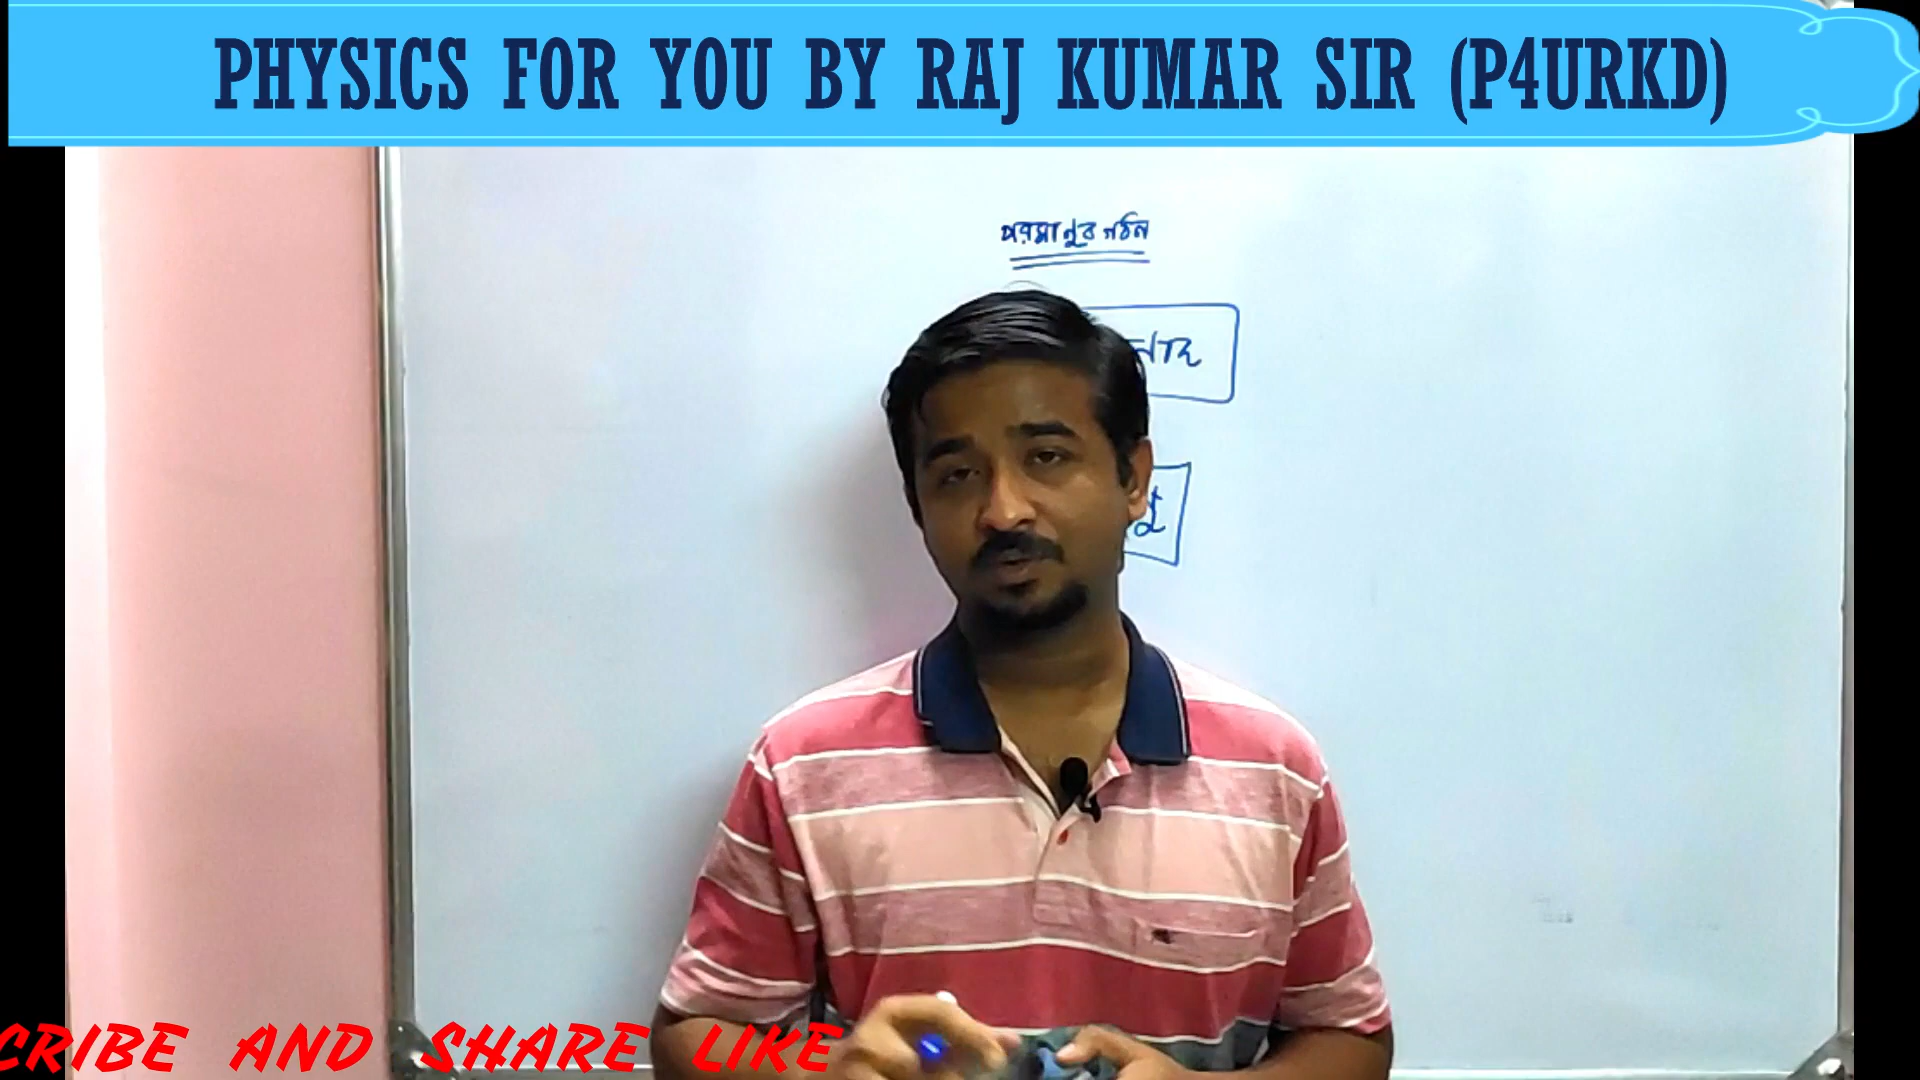 PHYSICS FOR YOU BY RAJ KUMAR SIR (P4URKD)
পরমাণুর গঠন
CRIBE AND SHARE LIKE